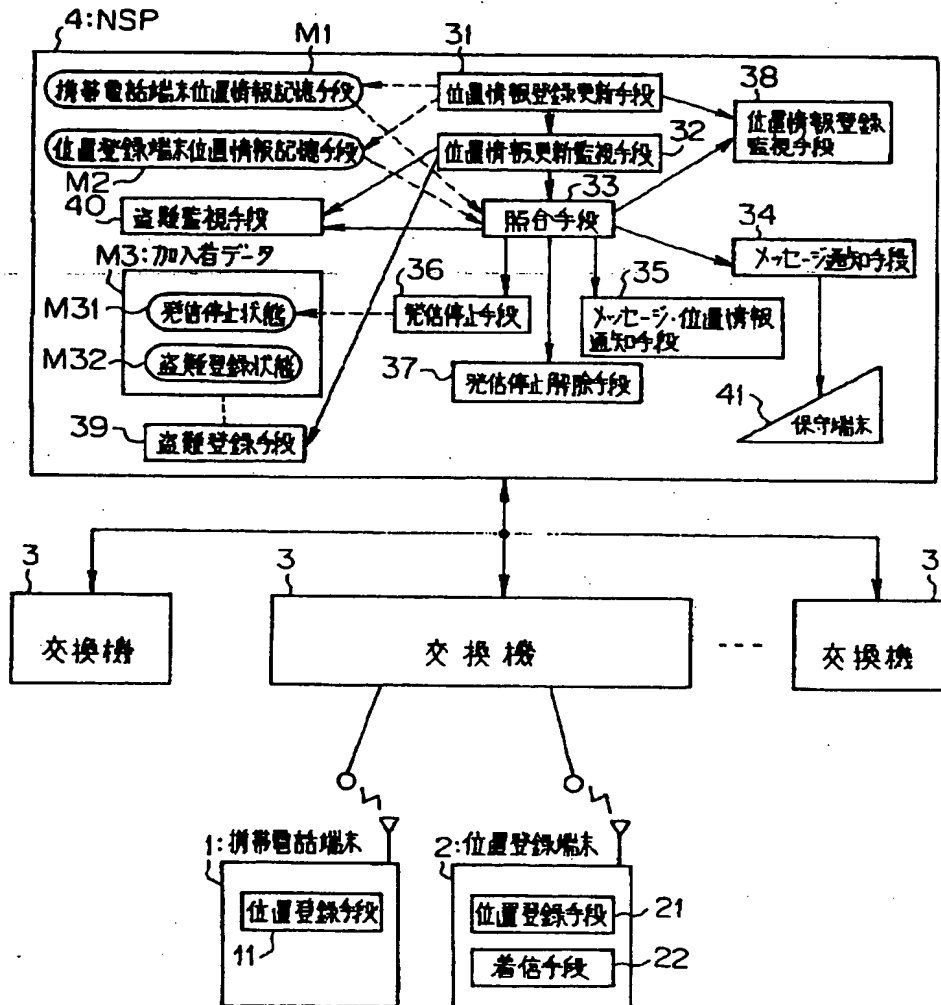 4:NSP
M1
31
携帯電話端末位置情報記憶手段
位置情報登録更新手段
38
位置情報登録
監視手段
位置登録端末位置情報記憶手段
位置情報更新監視手段
32
M2
33
40
盗難監視手段
照合手段
34
メッセージ通知手段
M3:加入者データ
36
35
M31
発信停止状態
発信停止手段
メッセージ・位置情報
通知手段
M32
盗難登録状態
37
発信停止解除手段
41
保守端末
39
盗難登録手段
3
交換機
3
交換機
3
交換機
1:携帯電話端末
位置登録手段
11
2:位置登録端末
位置登録手段
21
着信手段
22